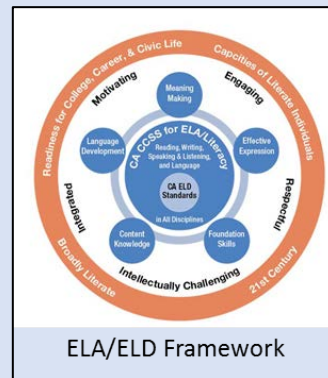 Readiness for College, Career, & Civic Life
Capcities of Literate Individuals
Motivating
Engaging
Meaning
Making
Language
Development
Effective
Expression
CA CCSS for ELA/Literacy
Reading, Writing,
Speaking & Listening,
and Language
CA ELD
Standards
in All Disciplines
Integrated
Respectful
Content
Knowledge
Foundation
Skills
Intellectually Challenging
Broadly Literate
21st Century
ELA/ELD Framework